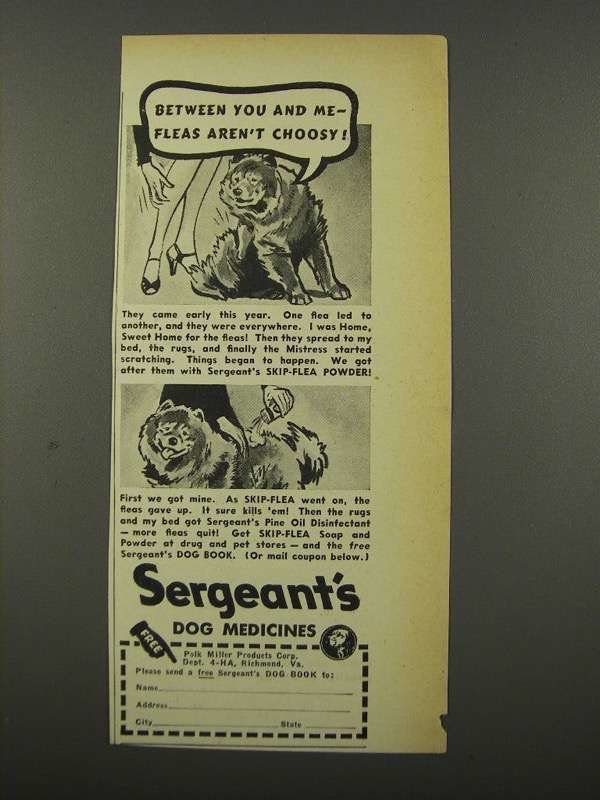 BETWEEN YOU AND ME-
FLEAS AREN'T CHOOSY!
They came early this year. One flea led to
another, and they were everywhere. I was Home,
Sweet Home for the fleas! Then they spread to my
bed, the rugs, and finally the Mistress started
scratching. Things began to happen. We got
after them with Sergeant's SKIP-FLEA POWDER!
First we got mine. As SKIP-FLEA went on, the
fleas gave up. It sure kills 'em! Then the rugs
and my bed got Sergeant's Pine Oil Disinfectant
— more fleas quit! Get SKIP-FLEA Soap and
Powder at drug and pet stores — and the free
Sergeant's DOG BOOK. (Or mail coupon below.)
Sergeant's
DOG MEDICINES
FREE
Polk Miller Products Corp.
Dept. 4-HA, Richmond, Va.
Please send a free Sergeant's DOG BOOK to:
Name
Address
City State